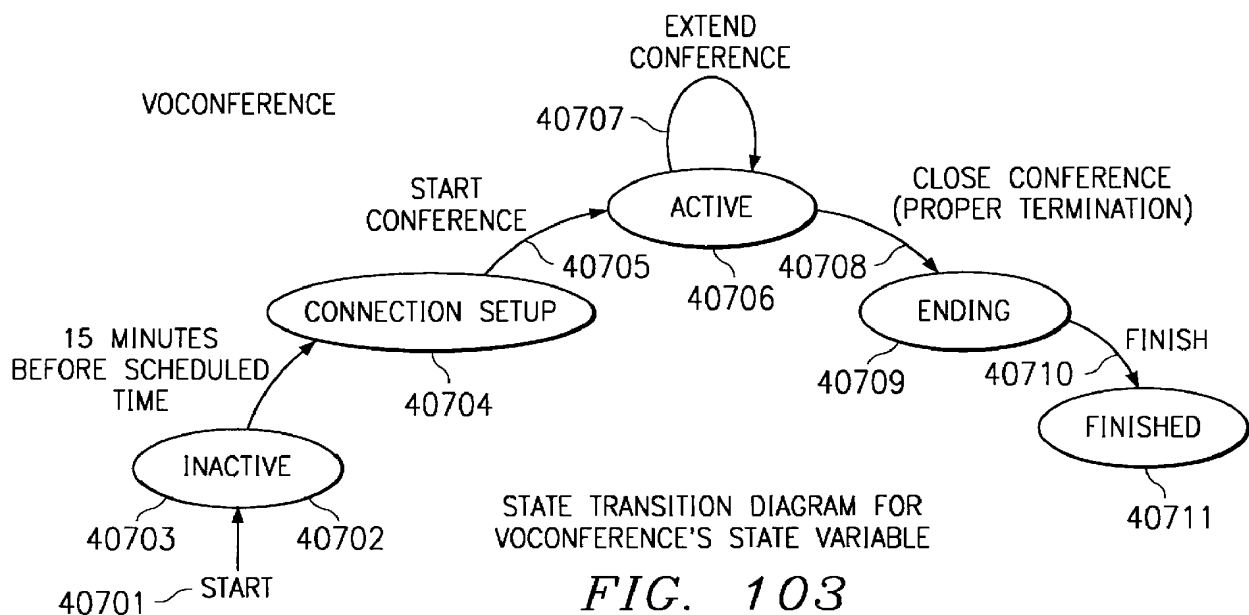 EXTEND
CONFERENCE
VOCONFERENCE
40707
START
CONFERENCE
ACTIVE
CLOSE CONFERENCE
(PROPER TERMINATION)
40705
40706
40708
CONNECTION SETUP
ENDING
15 MINUTES
BEFORE SCHEDULED
TIME
40704
40709
40710
FINISH
INACTIVE
FINISHED
40703
40702
40711
STATE TRANSITION DIAGRAM FOR
VOCONFERENCE'S STATE VARIABLE
40701
START
FIG. 103